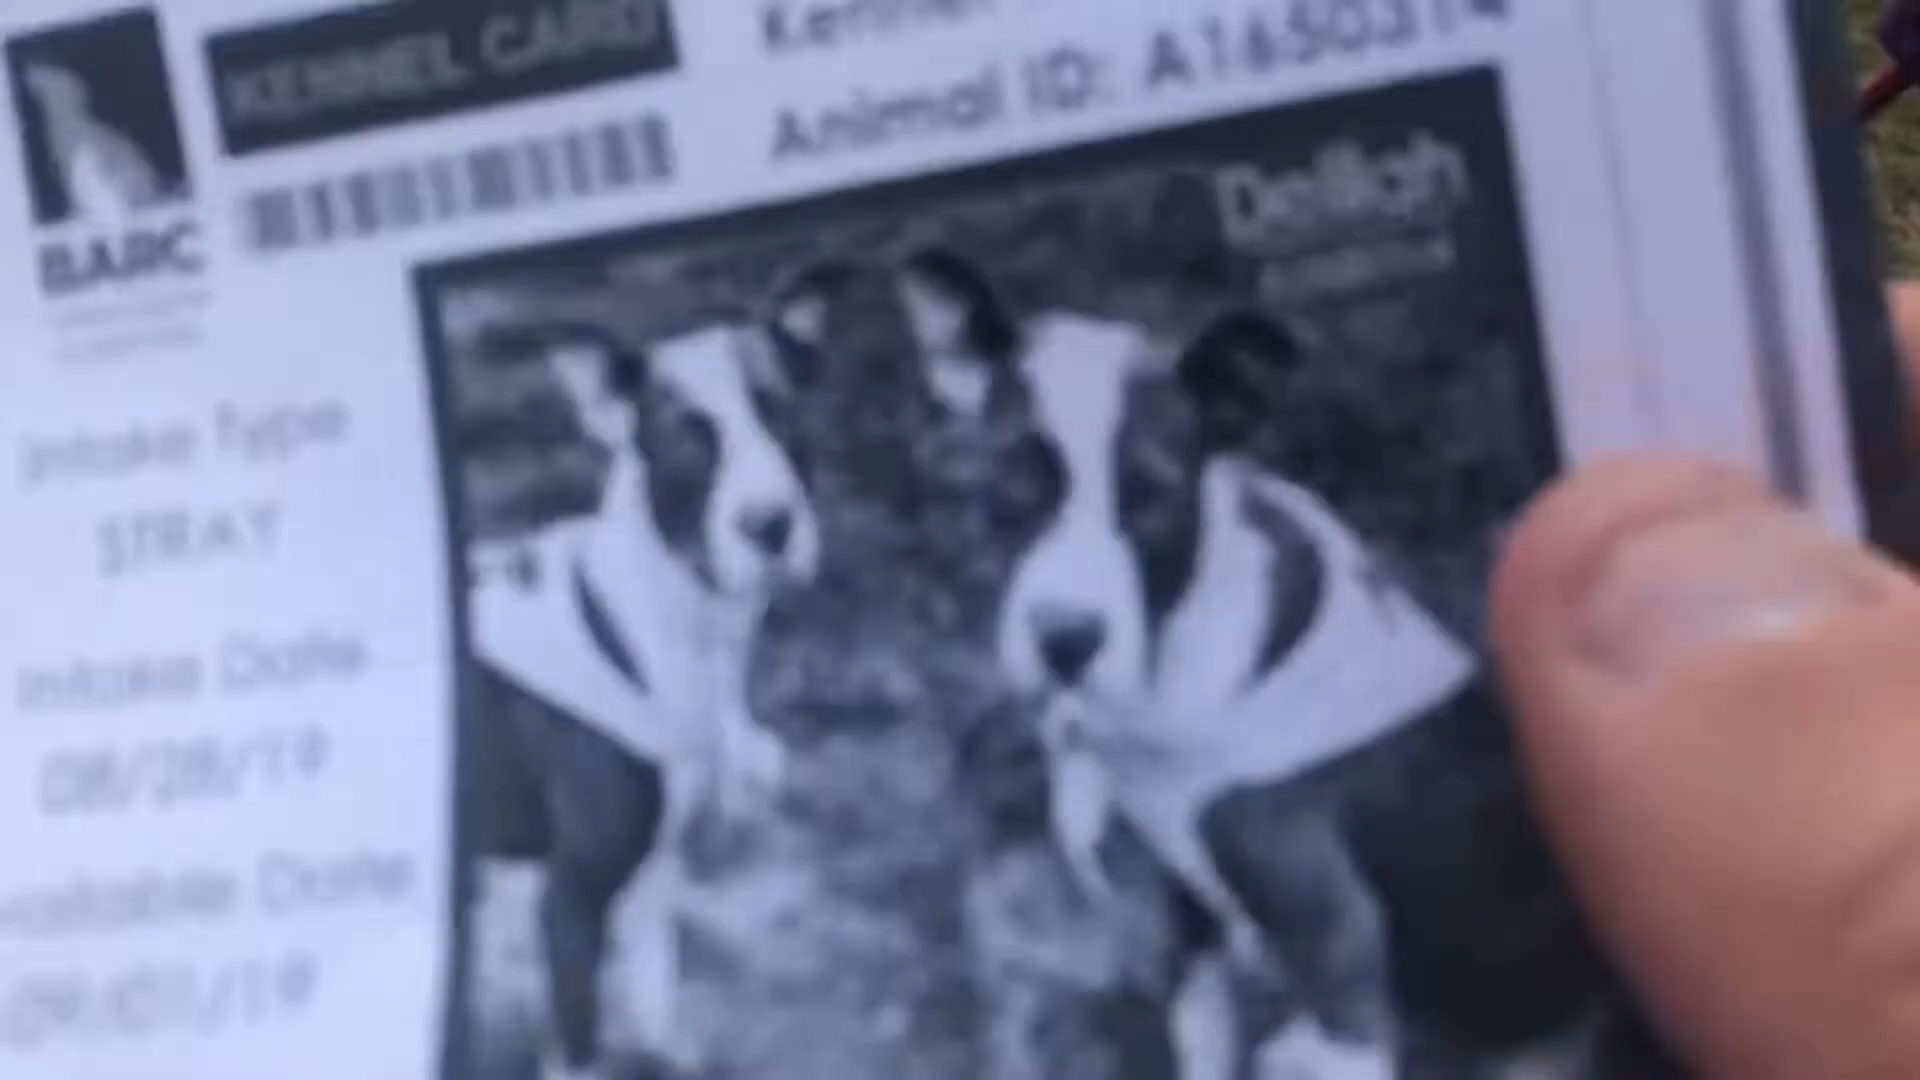 KENNEL CARD
Kennel
Animal ID: A1650314
BARC
Delilah
Intake Type
STRAY
Intake Date
08/28/19
Available Date
09/01/19